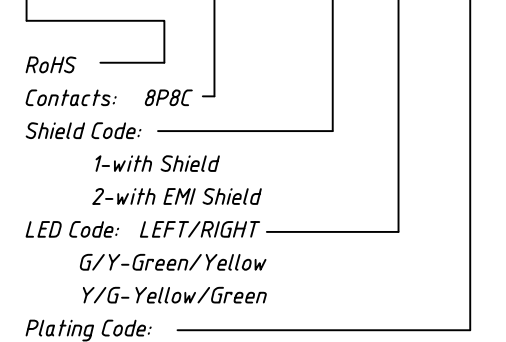 RoHS
Contacts: 8P8C
Shield Code:
1-with Shield
2-with EMI Shield
LED Code: LEFT/RIGHT
G/Y-Green/Yellow
Y/G-Yellow/Green
Plating Code: